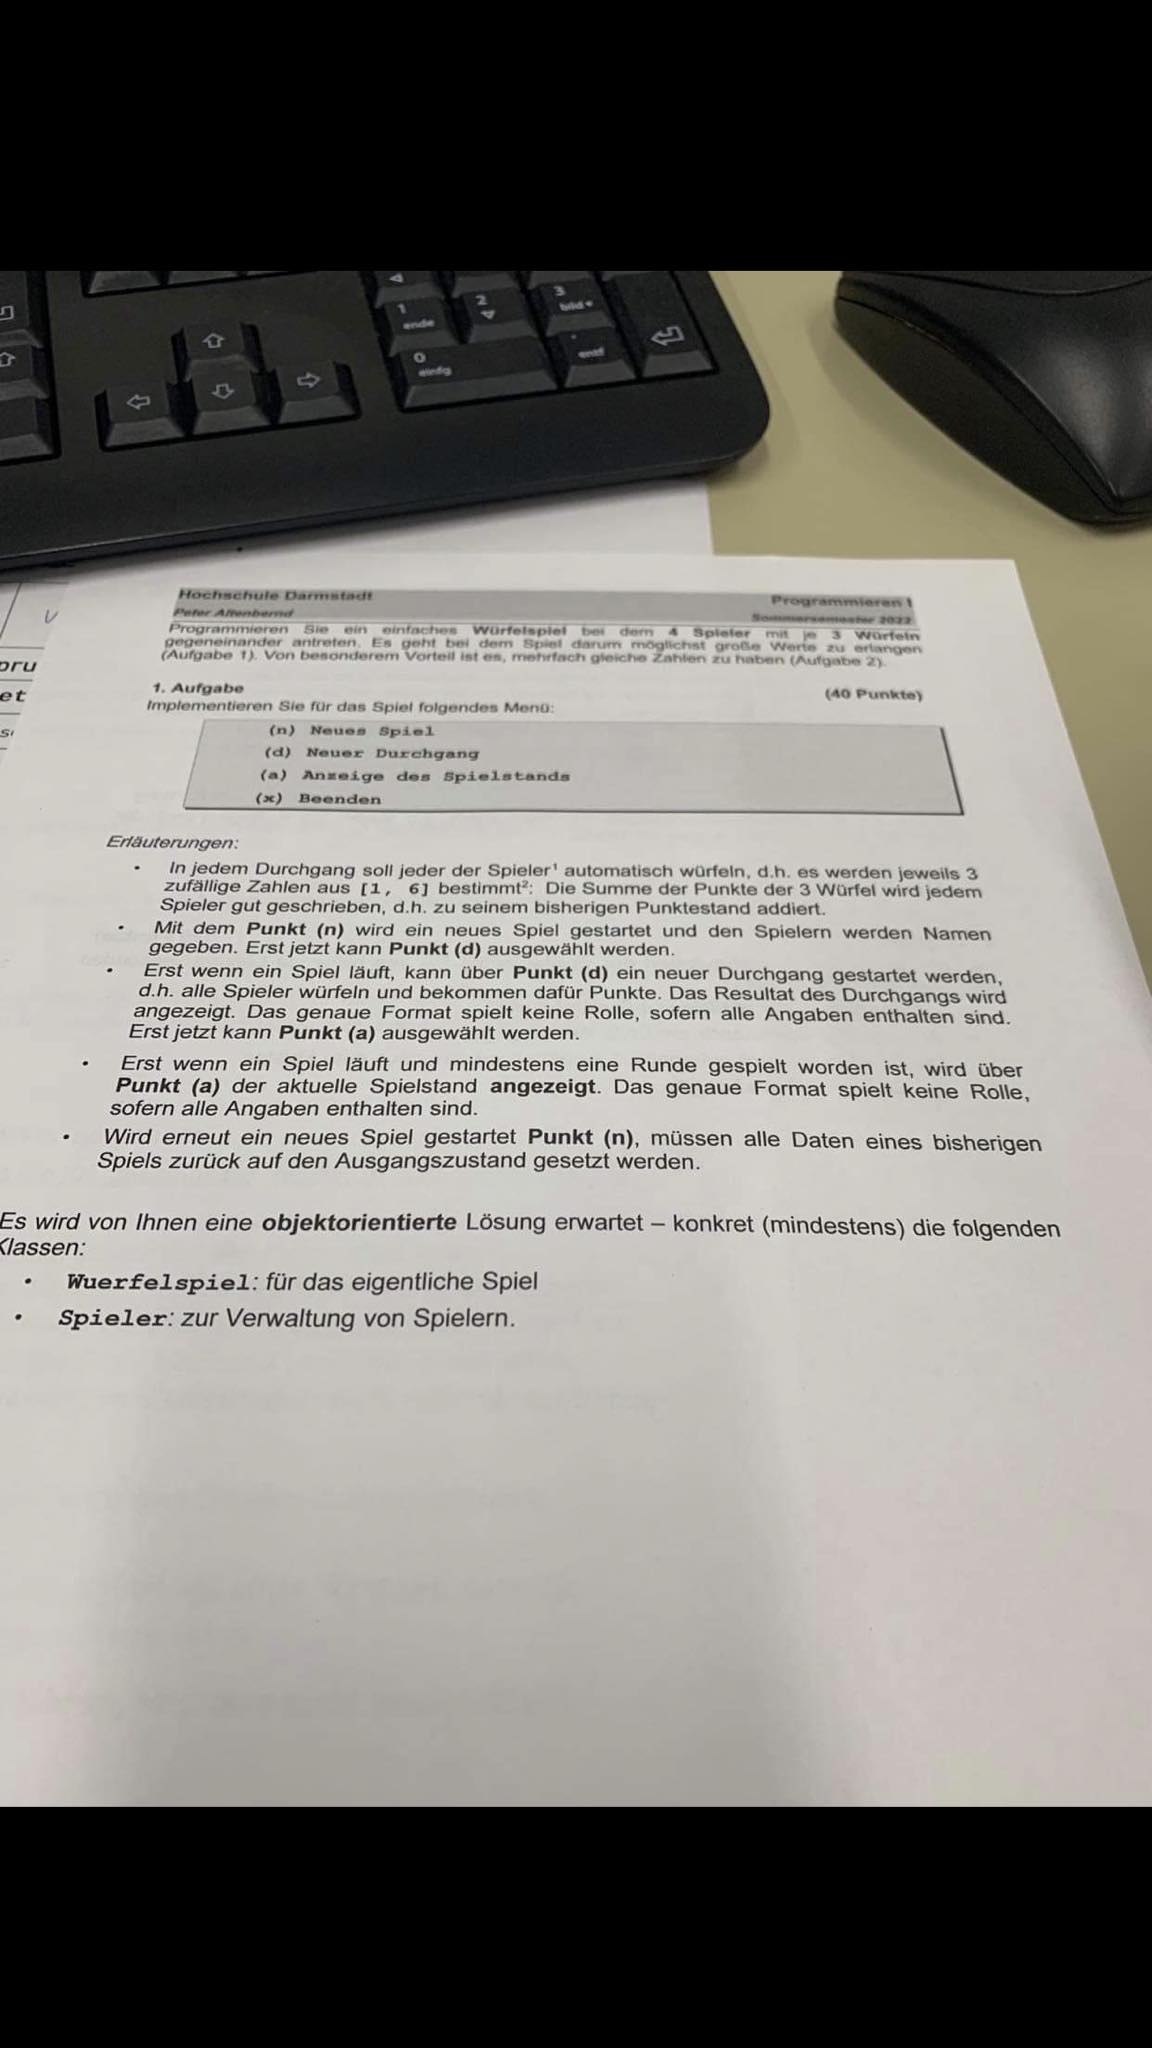 1
ende
2
3
bild
0
einfg
entf
Hochschule Darmstadt
Programmieren 1
Peter Altenbernd
Sommersemester 2022
Programmieren Sie ein einfaches Würfelspiel bei dem 4 Spieler mit je 3 Würfeln
gegeneinander antreten. Es geht bei dem Spiel darum möglichst große Werte zu erlangen
(Aufgabe 1). Von besonderem Vorteil ist es, mehrfach gleiche Zahlen zu haben (Aufgabe 2).
1. Aufgabe
(40 Punkte)
Implementieren Sie für das Spiel folgendes Menü:
(n) Neues Spiel
(d) Neuer Durchgang
(a) Anzeige des Spielstands
(x) Beenden
Erläuterungen:
• In jedem Durchgang soll jeder der Spieler¹ automatisch würfeln, d.h. es werden jeweils 3
zufällige Zahlen aus [1, 6] bestimmt²: Die Summe der Punkte der 3 Würfel wird jedem
Spieler gut geschrieben, d.h. zu seinem bisherigen Punktestand addiert.
• Mit dem Punkt (n) wird ein neues Spiel gestartet und den Spielern werden Namen
gegeben. Erst jetzt kann Punkt (d) ausgewählt werden.
• Erst wenn ein Spiel läuft, kann über Punkt (d) ein neuer Durchgang gestartet werden,
d.h. alle Spieler würfeln und bekommen dafür Punkte. Das Resultat des Durchgangs wird
angezeigt. Das genaue Format spielt keine Rolle, sofern alle Angaben enthalten sind.
Erst jetzt kann Punkt (a) ausgewählt werden.
• Erst wenn ein Spiel läuft und mindestens eine Runde gespielt worden ist, wird über
Punkt (a) der aktuelle Spielstand angezeigt. Das genaue Format spielt keine Rolle,
sofern alle Angaben enthalten sind.
• Wird erneut ein neues Spiel gestartet Punkt (n), müssen alle Daten eines bisherigen
Spiels zurück auf den Ausgangszustand gesetzt werden.
Es wird von Ihnen eine objektorientierte Lösung erwartet – konkret (mindestens) die folgenden
Klassen:
• Wuerfelspiel: für das eigentliche Spiel
• Spieler: zur Verwaltung von Spielern.